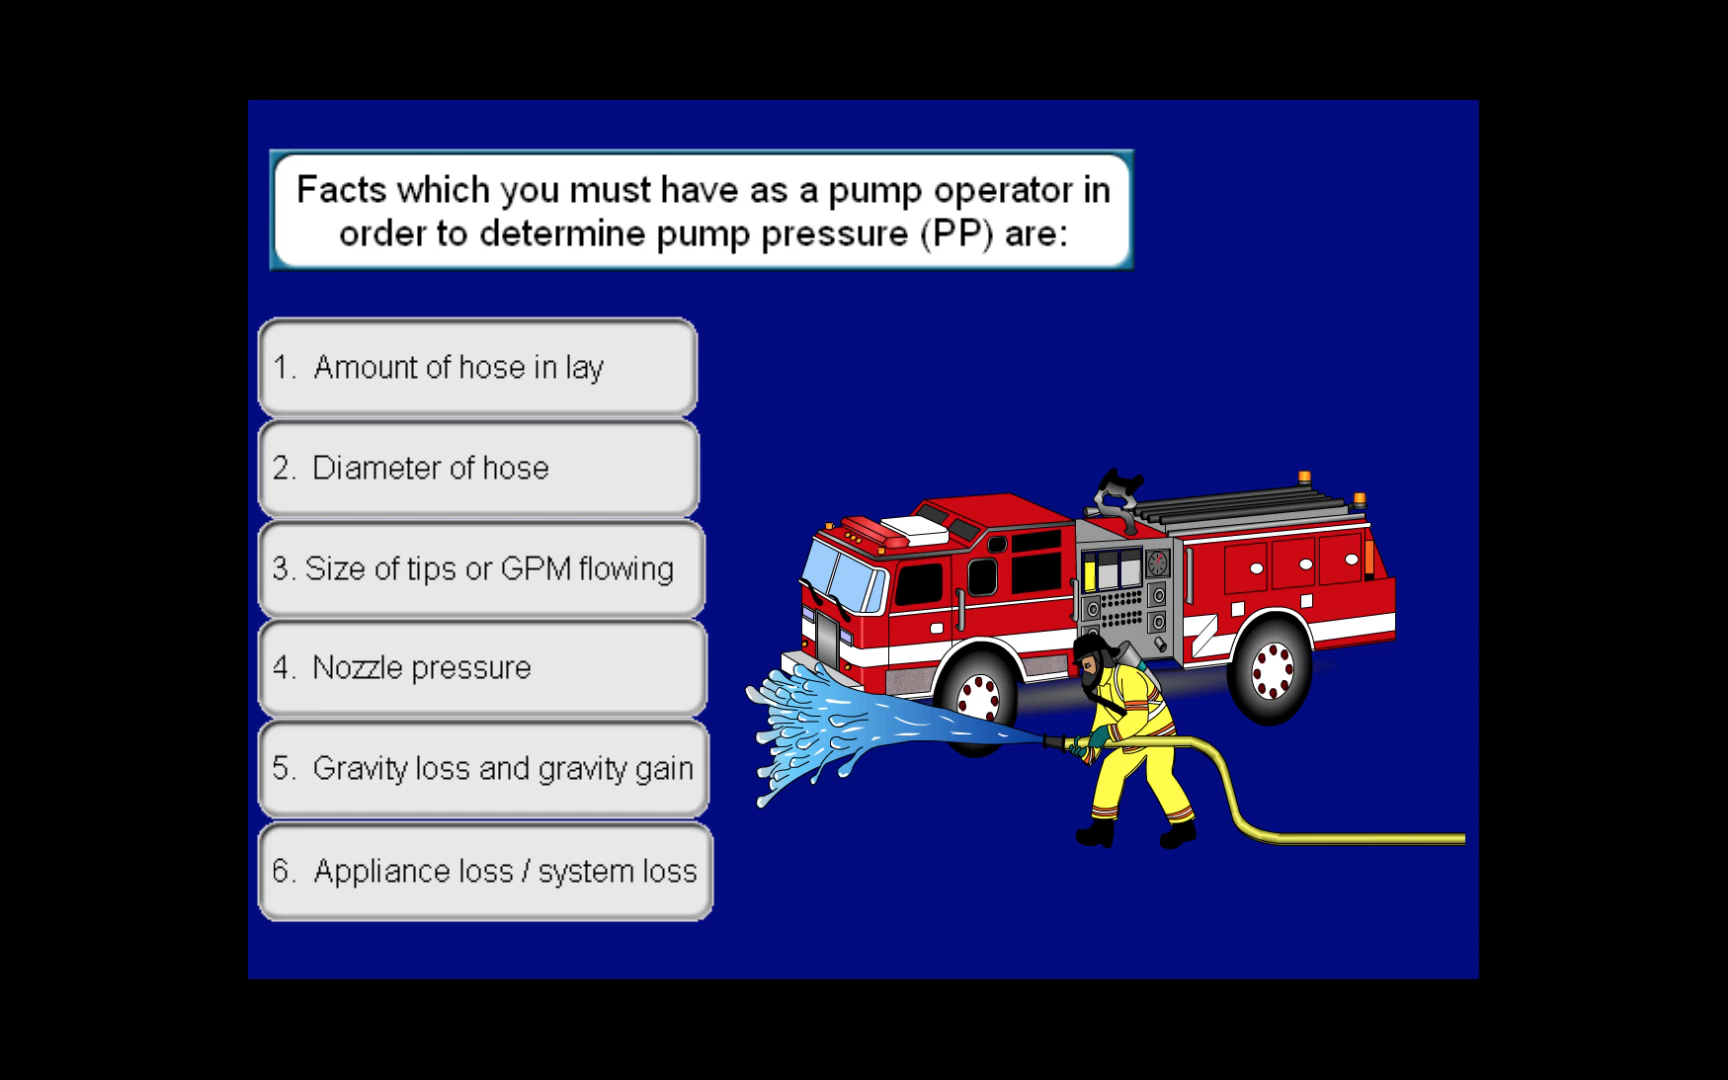 Facts which you must have as a pump operator in
order to determine pump pressure (PP) are:
1. Amount of hose in lay
2. Diameter of hose
3. Size of tips or GPM flowing
4. Nozzle pressure
5. Gravity loss and gravity gain
6. Appliance loss / system loss